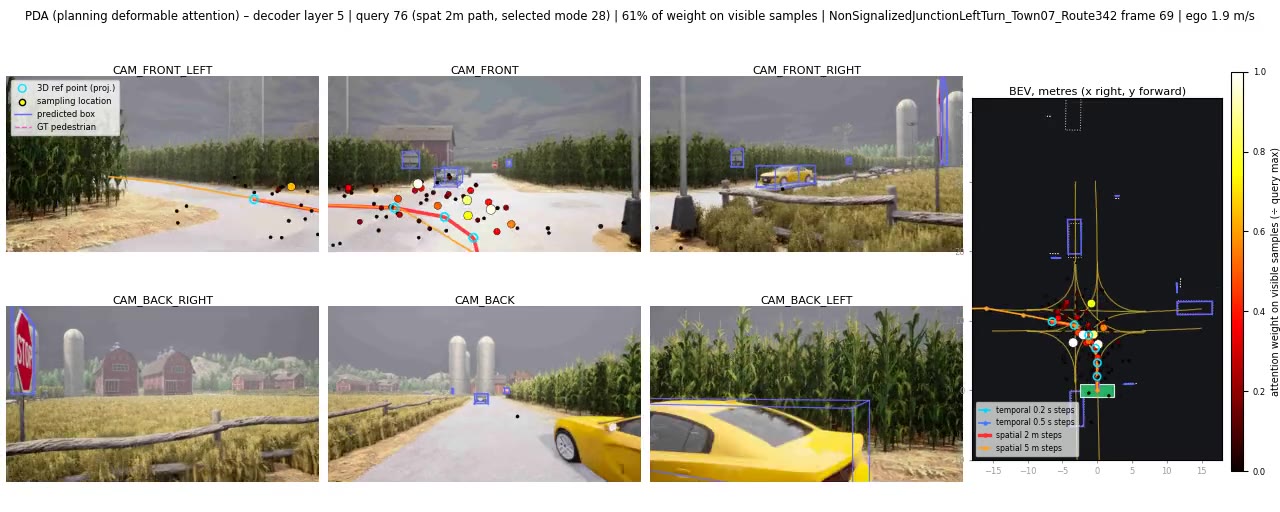 PDA (planning deformable attention) – decoder layer 5 | query 76 (spat 2m path, selected mode 28) | 61% of weight on visible samples | NonSignalizedJunctionLeftTurn_Town07_Route342 frame 69 | ego 1.9 m/s
CAM_FRONT_LEFT
CAM_FRONT
CAM_FRONT_RIGHT
3D ref point (proj.)
sampling location
predicted box
GT pedestrian
BEV, metres (x right, y forward)
CAM_BACK_RIGHT
CAM_BACK
CAM_BACK_LEFT
STOP
temporal 0.2 s steps
temporal 0.5 s steps
spatial 2 m steps
spatial 5 m steps
−15 −10 −5 0 5 10 15
1.0
0.8
0.6
0.4
0.2
0.0
attention weight on visible samples (÷ query max)